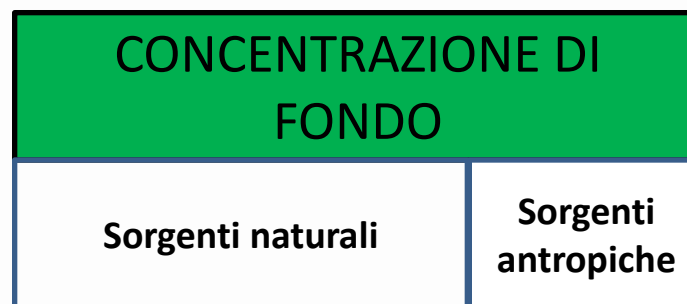 CONCENTRAZIONE DI
FONDO
Sorgenti naturali
Sorgenti
antropiche